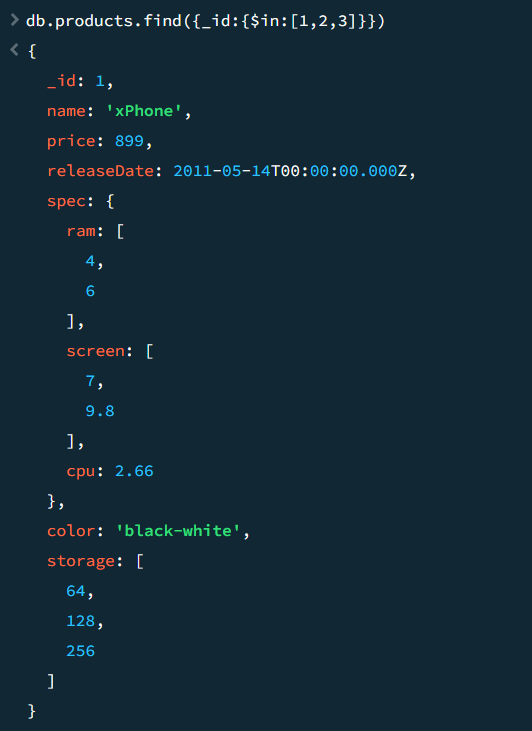 > db.products.find({_id:{$in:[1,2,3]}})
< {
_id: 1,
name: 'xPhone',
price: 899,
releaseDate: 2011-05-14T00:00:00.000Z,
spec: {
ram: [
4,
6
],
screen: [
7,
9.8
],
cpu: 2.66
},
color: 'black-white',
storage: [
64,
128,
256
]
}